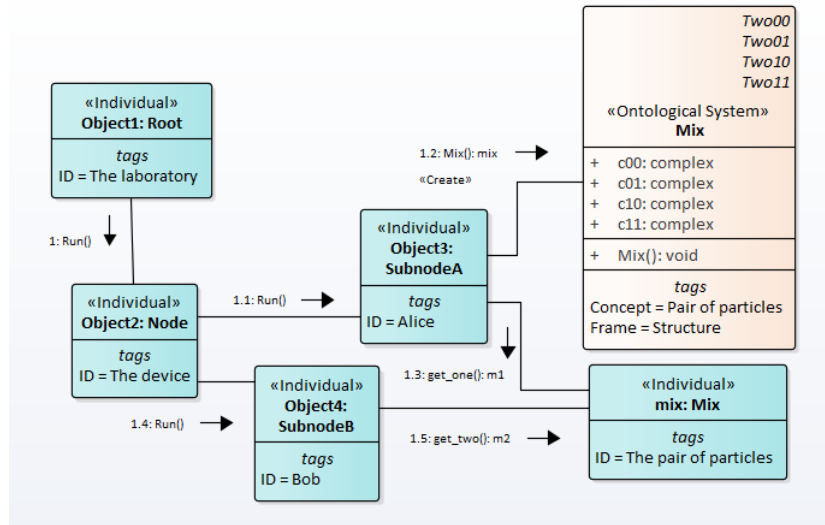 Two00
Two01
Two10
Two11
«Ontological System»
Mix
+ c00: complex
+ c01: complex
+ c10: complex
+ c11: complex
+ Mix(): void
tags
Concept = Pair of particles
Frame = Structure
«Individual»
Object1: Root
tags
ID = The laboratory
1: Run()
1.2: Mix(): mix
«Create»
«Individual»
Object3:
SubnodeA
tags
ID = Alice
«Individual»
Object2: Node
tags
ID = The device
1.1: Run()
1.3: get_one(): m1
«Individual»
Object4:
SubnodeB
tags
ID = Bob
1.4: Run()
1.5: get_two(): m2
«Individual»
mix: Mix
tags
ID = The pair of particles